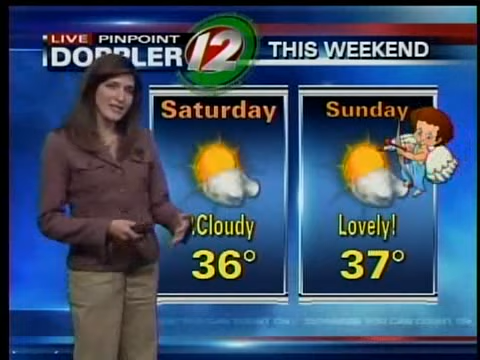 LIVE PINPOINT
DOPPLER 12
THIS WEEKEND
Saturday
Sunday
Cloudy
Lovely!
36°
37°